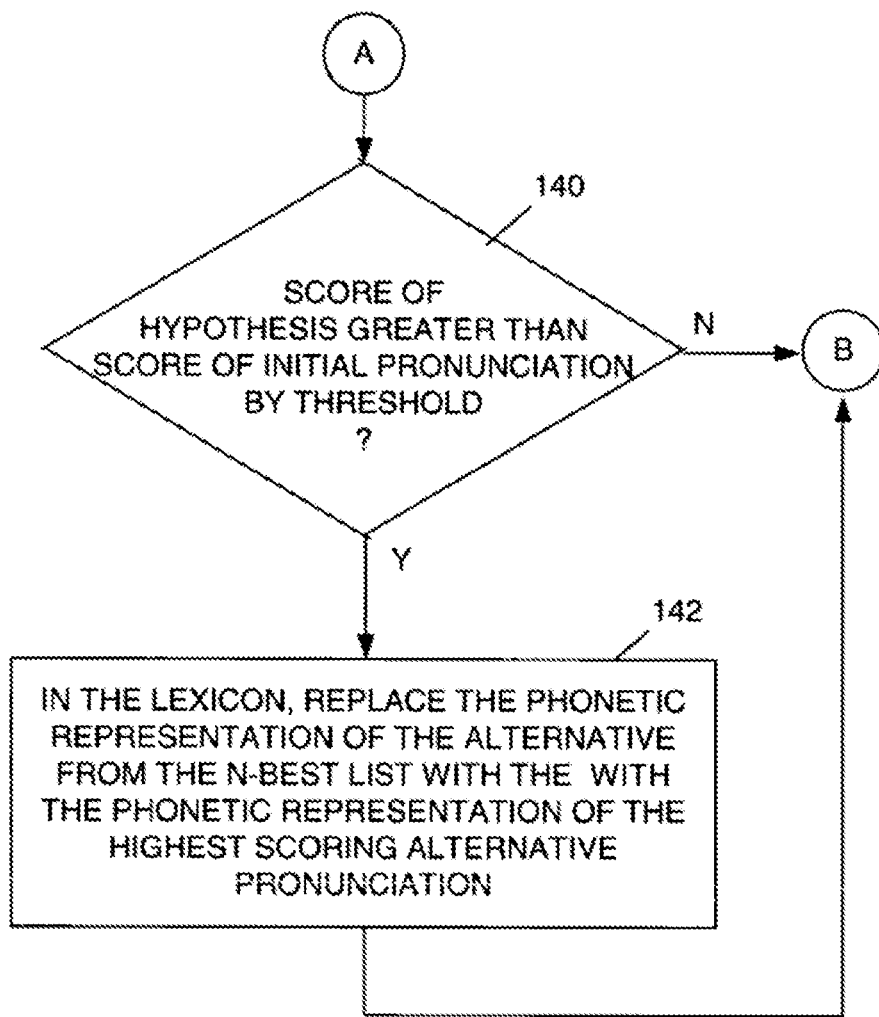 A
140
SCORE OF
HYPOTHESIS GREATER THAN
SCORE OF INITIAL PRONUNCIATION
BY THRESHOLD
?
N
B
Y
142
IN THE LEXICON, REPLACE THE PHONETIC
REPRESENTATION OF THE ALTERNATIVE
FROM THE N-BEST LIST WITH THE WITH
THE PHONETIC REPRESENTATION OF THE
HIGHEST SCORING ALTERNATIVE
PRONUNCIATION